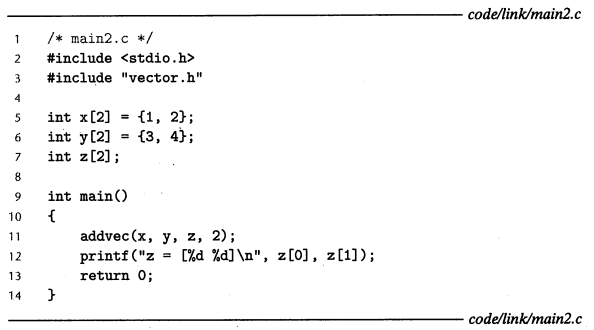 code/link/main2.c
1 /* main2.c */
2 #include <stdio.h>
3 #include "vector.h"
4
5 int x[2] = {1, 2};
6 int y[2] = {3, 4};
7 int z[2];
8
9 int main()
10 {
11 addvec(x, y, z, 2);
12 printf("z = [%d %d]\n", z[0], z[1]);
13 return 0;
14 }
code/link/main2.c